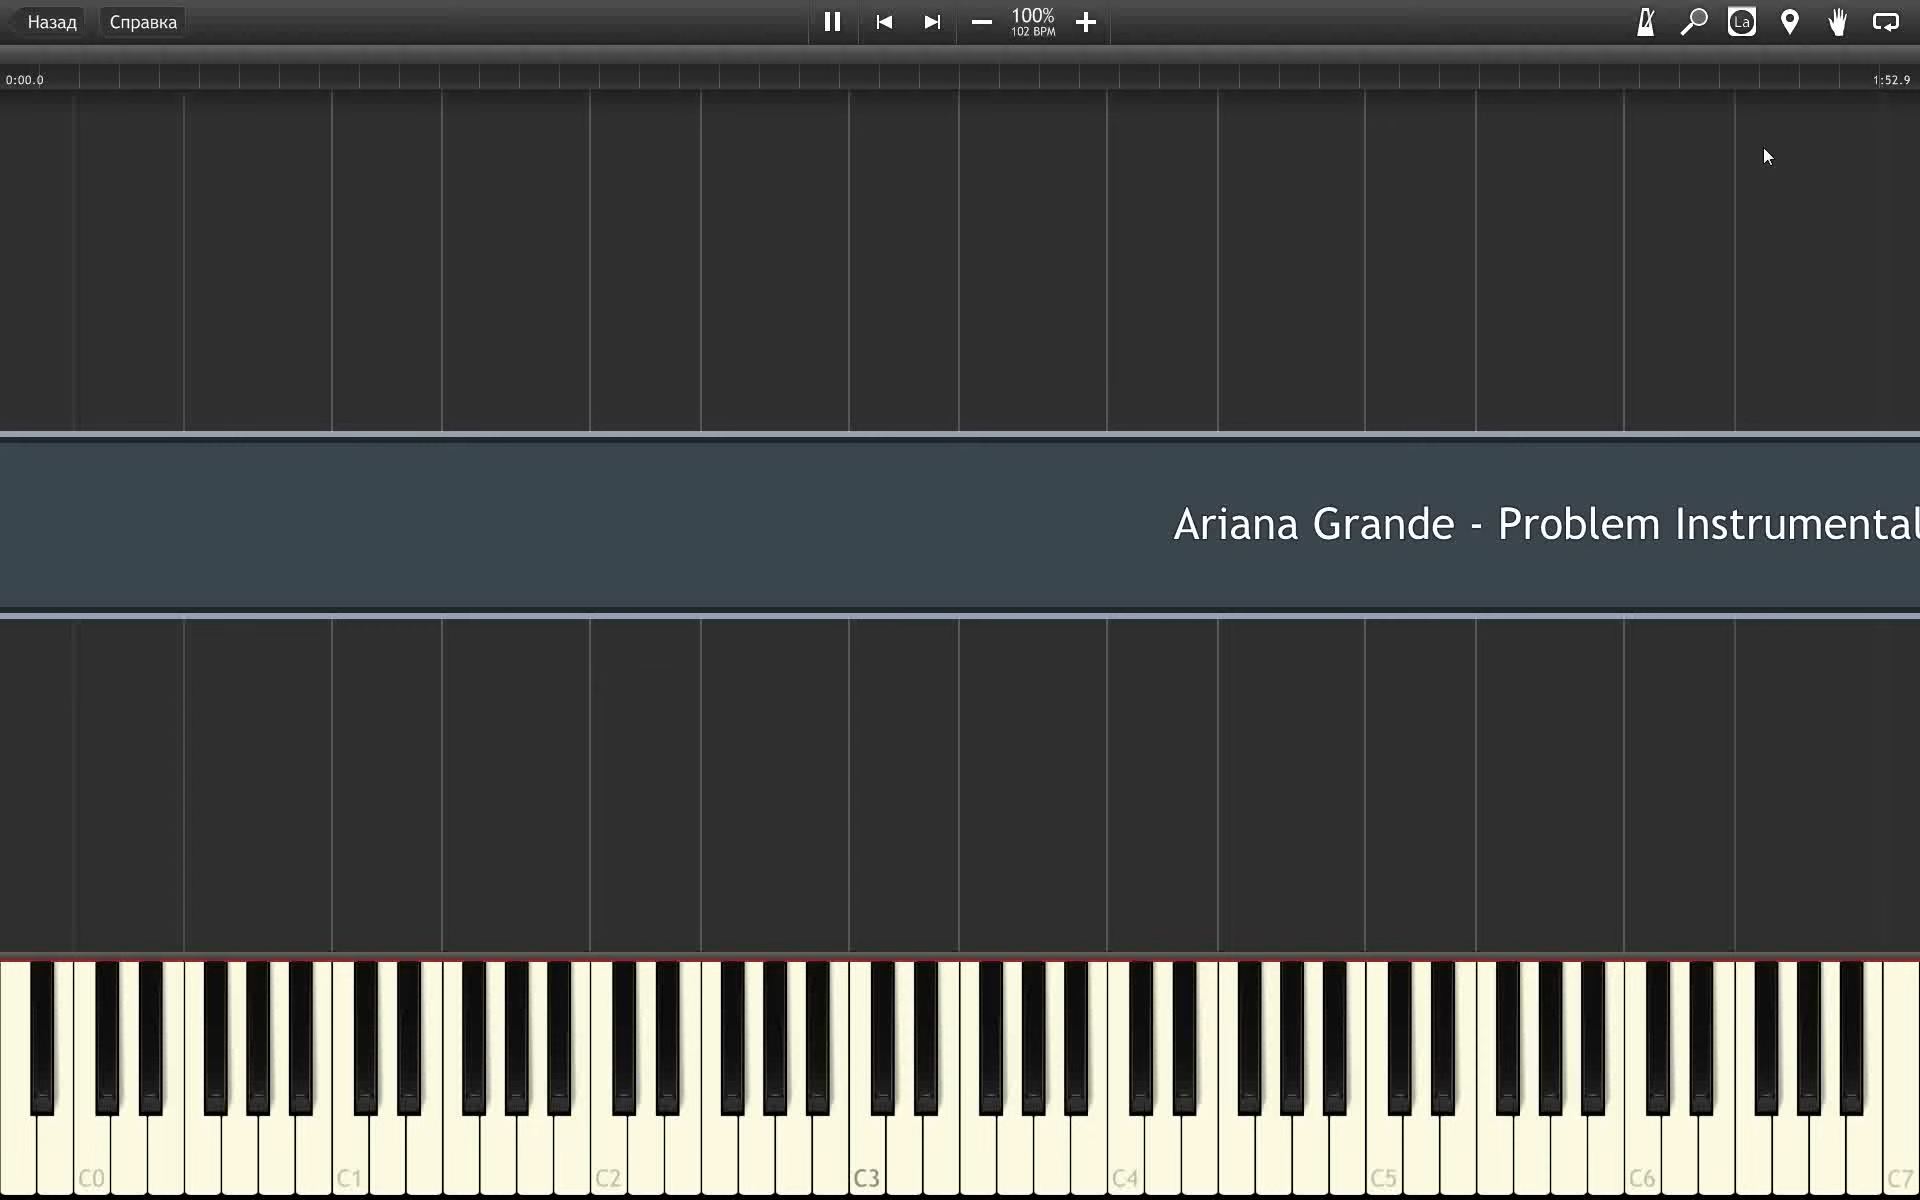 Назад Справка 100% La
102 BPM
0:00.0 1:52.9
Ariana Grande - Problem Instrumental
C0 C1 C2 C3 C4 C5 C6 C7